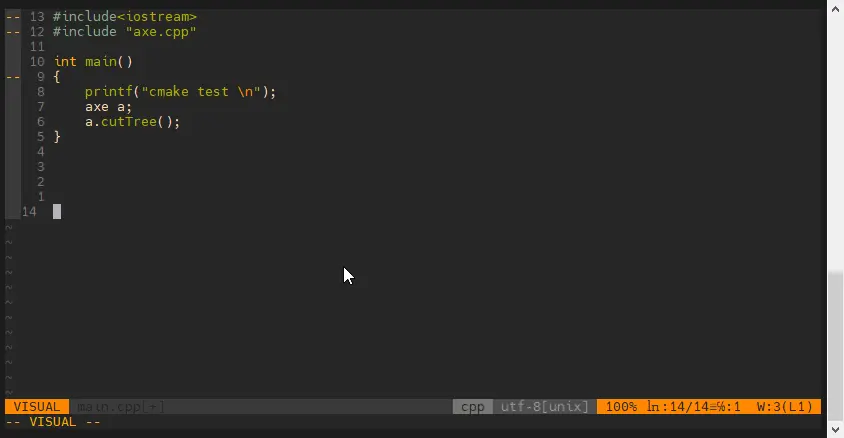 -- 13 #include<iostream>
-- 12 #include "axe.cpp"
11
10 int main()
-- 9 {
8     printf("cmake test \n");
7     axe a;
6     a.cutTree();
5 }
4
3
2
1
14
~
~
~
~
~
~
~
~
~
~
~
~
VISUAL main.cpp[+] cpp utf-8[unix] 100% ㏑:14/14≡℅:1 W:3(L1)
-- VISUAL --